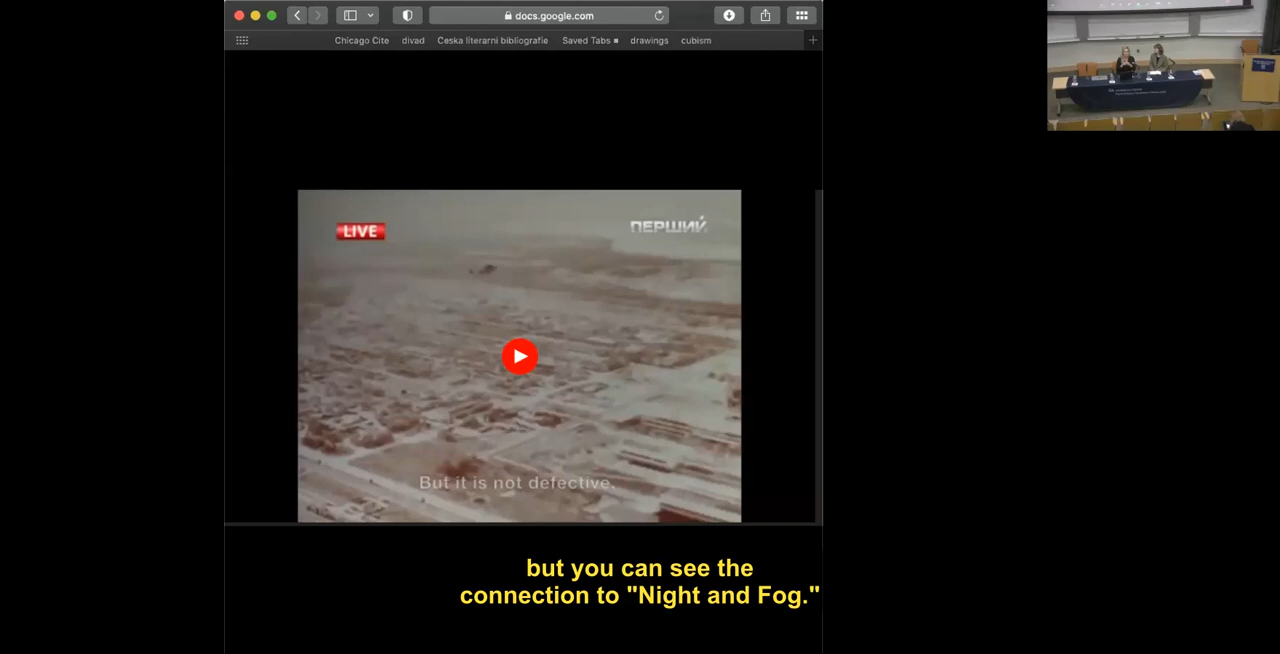 docs.google.com
Chicago Cite divad Ceska literarni bibliografie Saved Tabs drawings cubism
LIVE
ПЕРШИЙ
But it is not defective.
but you can see the
connection to "Night and Fog."